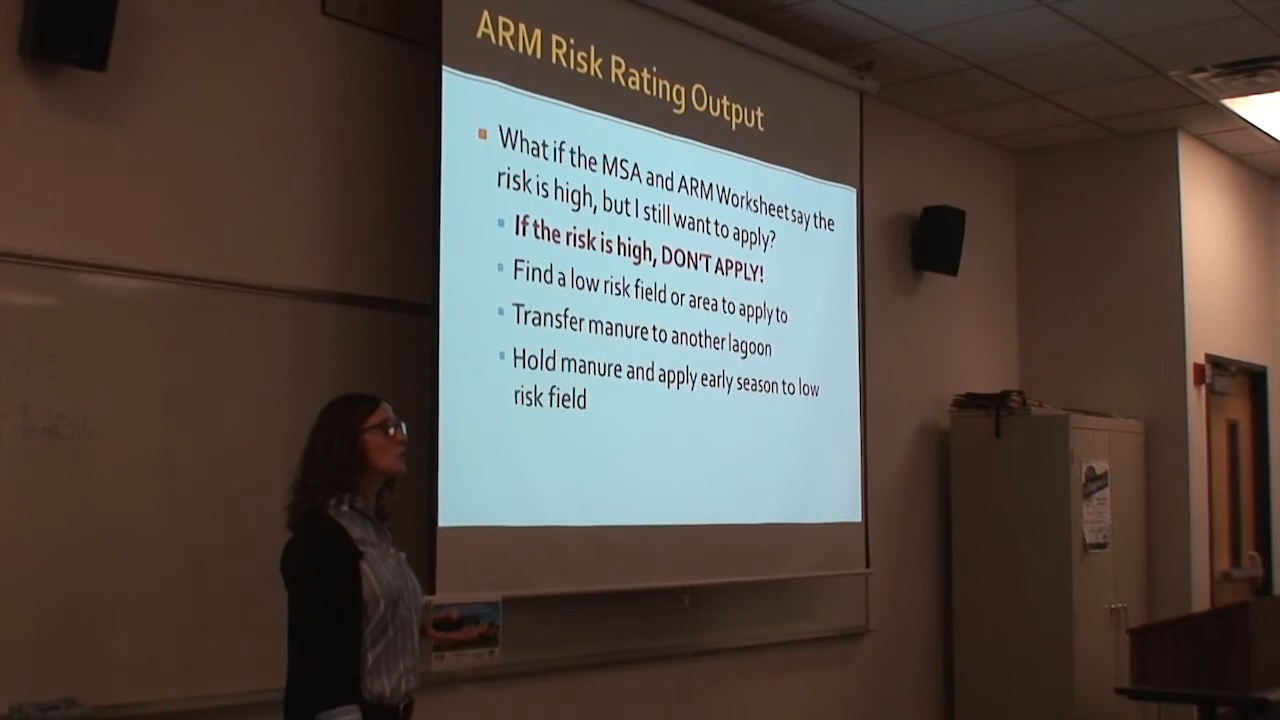 ARM Risk Rating Output
What if the MSA and ARM Worksheet say the
risk is high, but I still want to apply?
If the risk is high, DON'T APPLY!
Find a low risk field or area to apply to
Transfer manure to another lagoon
Hold manure and apply early season to low
risk field